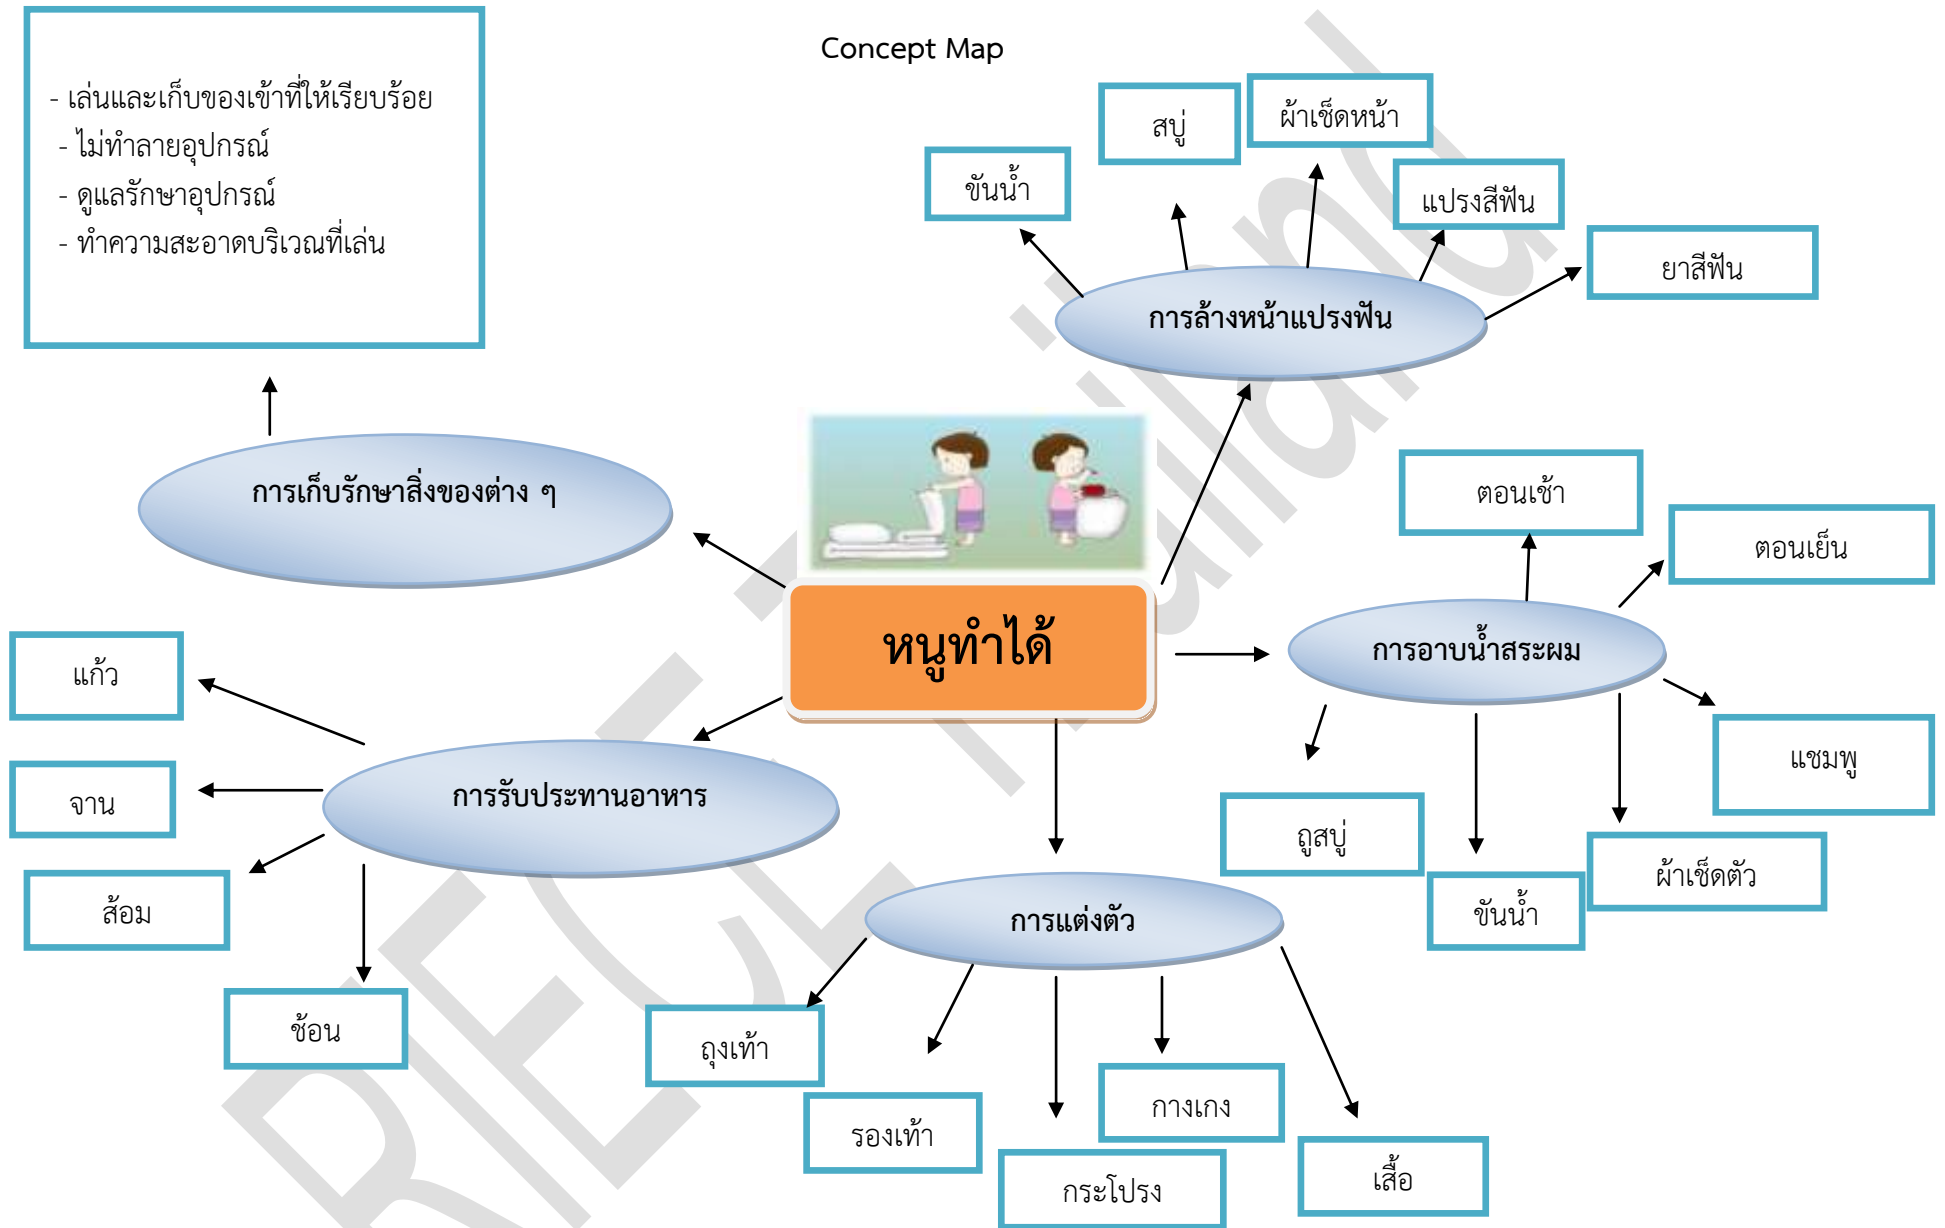 Concept Map
- เล่นและเก็บของเข้าที่ให้เรียบร้อย
- ไม่ทำลายอุปกรณ์
- ดูแลรักษาอุปกรณ์
- ทำความสะอาดบริเวณที่เล่น
ขันน้ำ
สบู่
ผ้าเช็ดหน้า
แปรงสีฟัน
ยาสีฟัน
การล้างหน้าแปรงฟัน
การเก็บรักษาสิ่งของต่าง ๆ
ตอนเช้า
ตอนเย็น
หนูทำได้
การอาบน้ำสระผม
แก้ว
จาน
ส้อม
ช้อน
การรับประทานอาหาร
แชมพู
ถูสบู่
ขันน้ำ
ผ้าเช็ดตัว
การแต่งตัว
ถุงเท้า
รองเท้า
กระโปรง
กางเกง
เสื้อ
RIECE Thailand